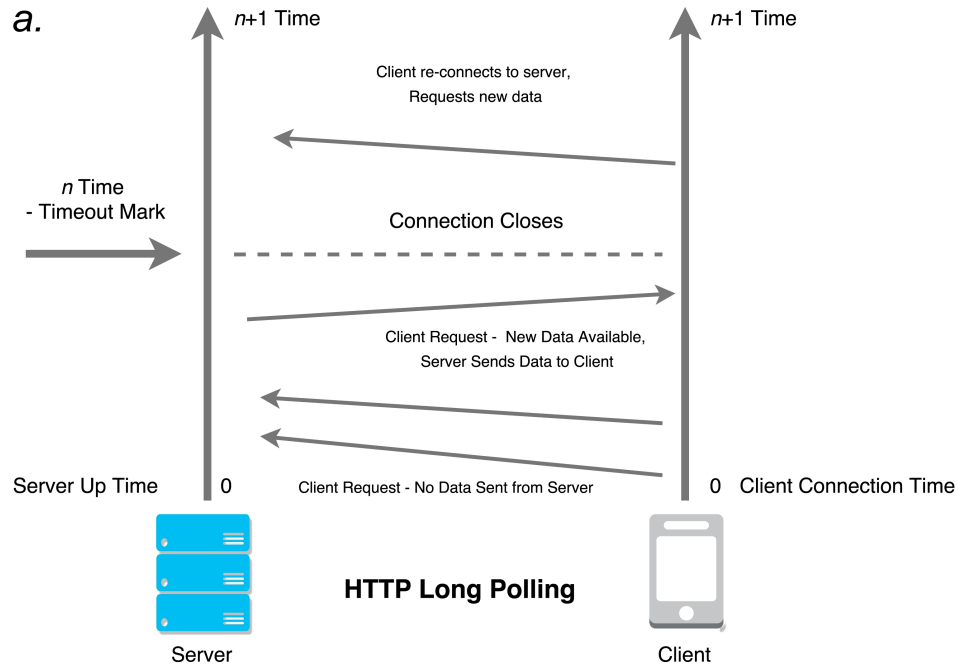 a.
n+1 Time
n+1 Time
Client re-connects to server,
Requests new data
n Time
- Timeout Mark
Connection Closes
Client Request - New Data Available,
Server Sends Data to Client
Server Up Time
0
Client Request - No Data Sent from Server
0
Client Connection Time
HTTP Long Polling
Server
Client